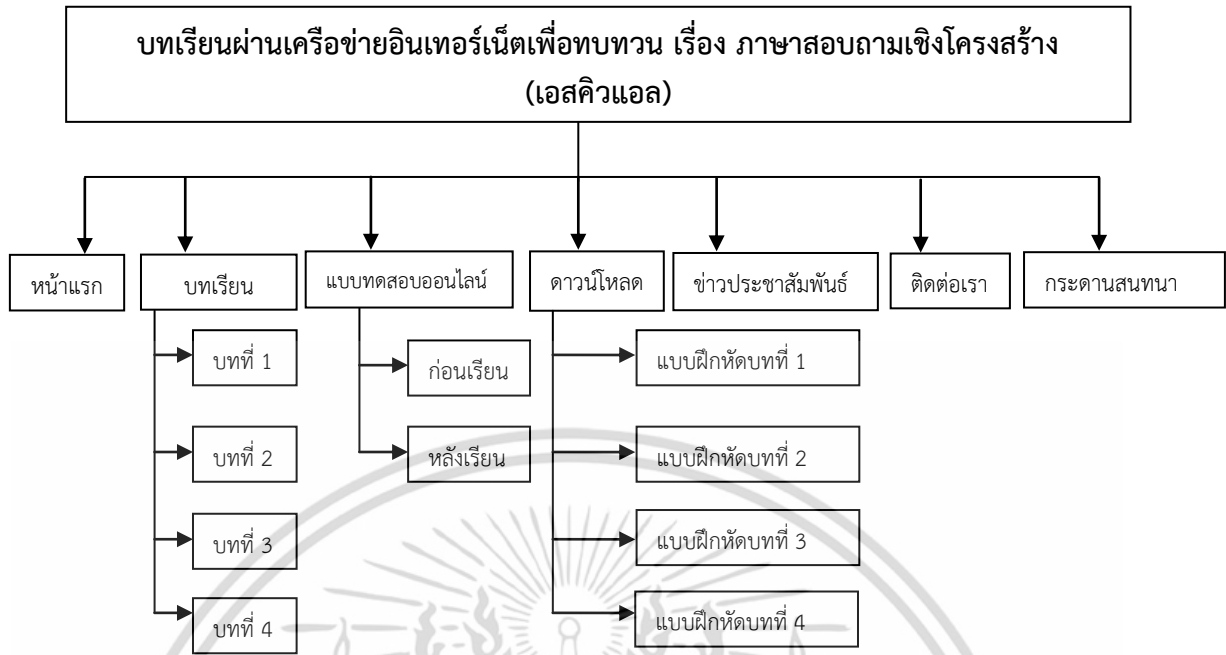 บทเรียนผ่านเครือข่ายอินเทอร์เน็ตเพื่อทบทวน เรื่อง ภาษาสอบถามเชิงโครงสร้าง
(เอสคิวแอล)
หน้าแรก
บทเรียน
แบบทดสอบออนไลน์
ดาวน์โหลด
ข่าวประชาสัมพันธ์
ติดต่อเรา
กระดานสนทนา
บทที่ 1
บทที่ 2
บทที่ 3
บทที่ 4
ก่อนเรียน
หลังเรียน
แบบฝึกหัดบทที่ 1
แบบฝึกหัดบทที่ 2
แบบฝึกหัดบทที่ 3
แบบฝึกหัดบทที่ 4